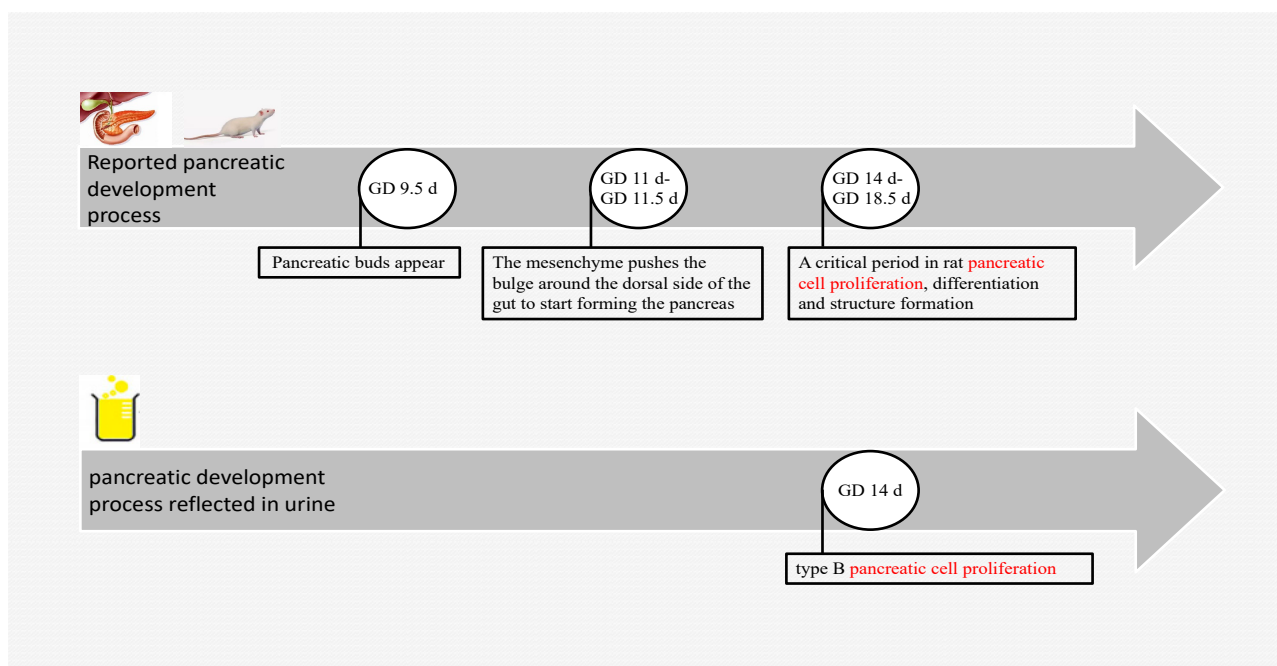 Reported pancreatic
development
process
GD 9.5 d
GD 11 d-
GD 11.5 d
GD 14 d-
GD 18.5 d
Pancreatic buds appear
The mesenchyme pushes the
bulge around the dorsal side of the
gut to start forming the pancreas
A critical period in rat pancreatic
cell proliferation, differentiation
and structure formation
pancreatic development
process reflected in urine
GD 14 d
type B pancreatic cell proliferation